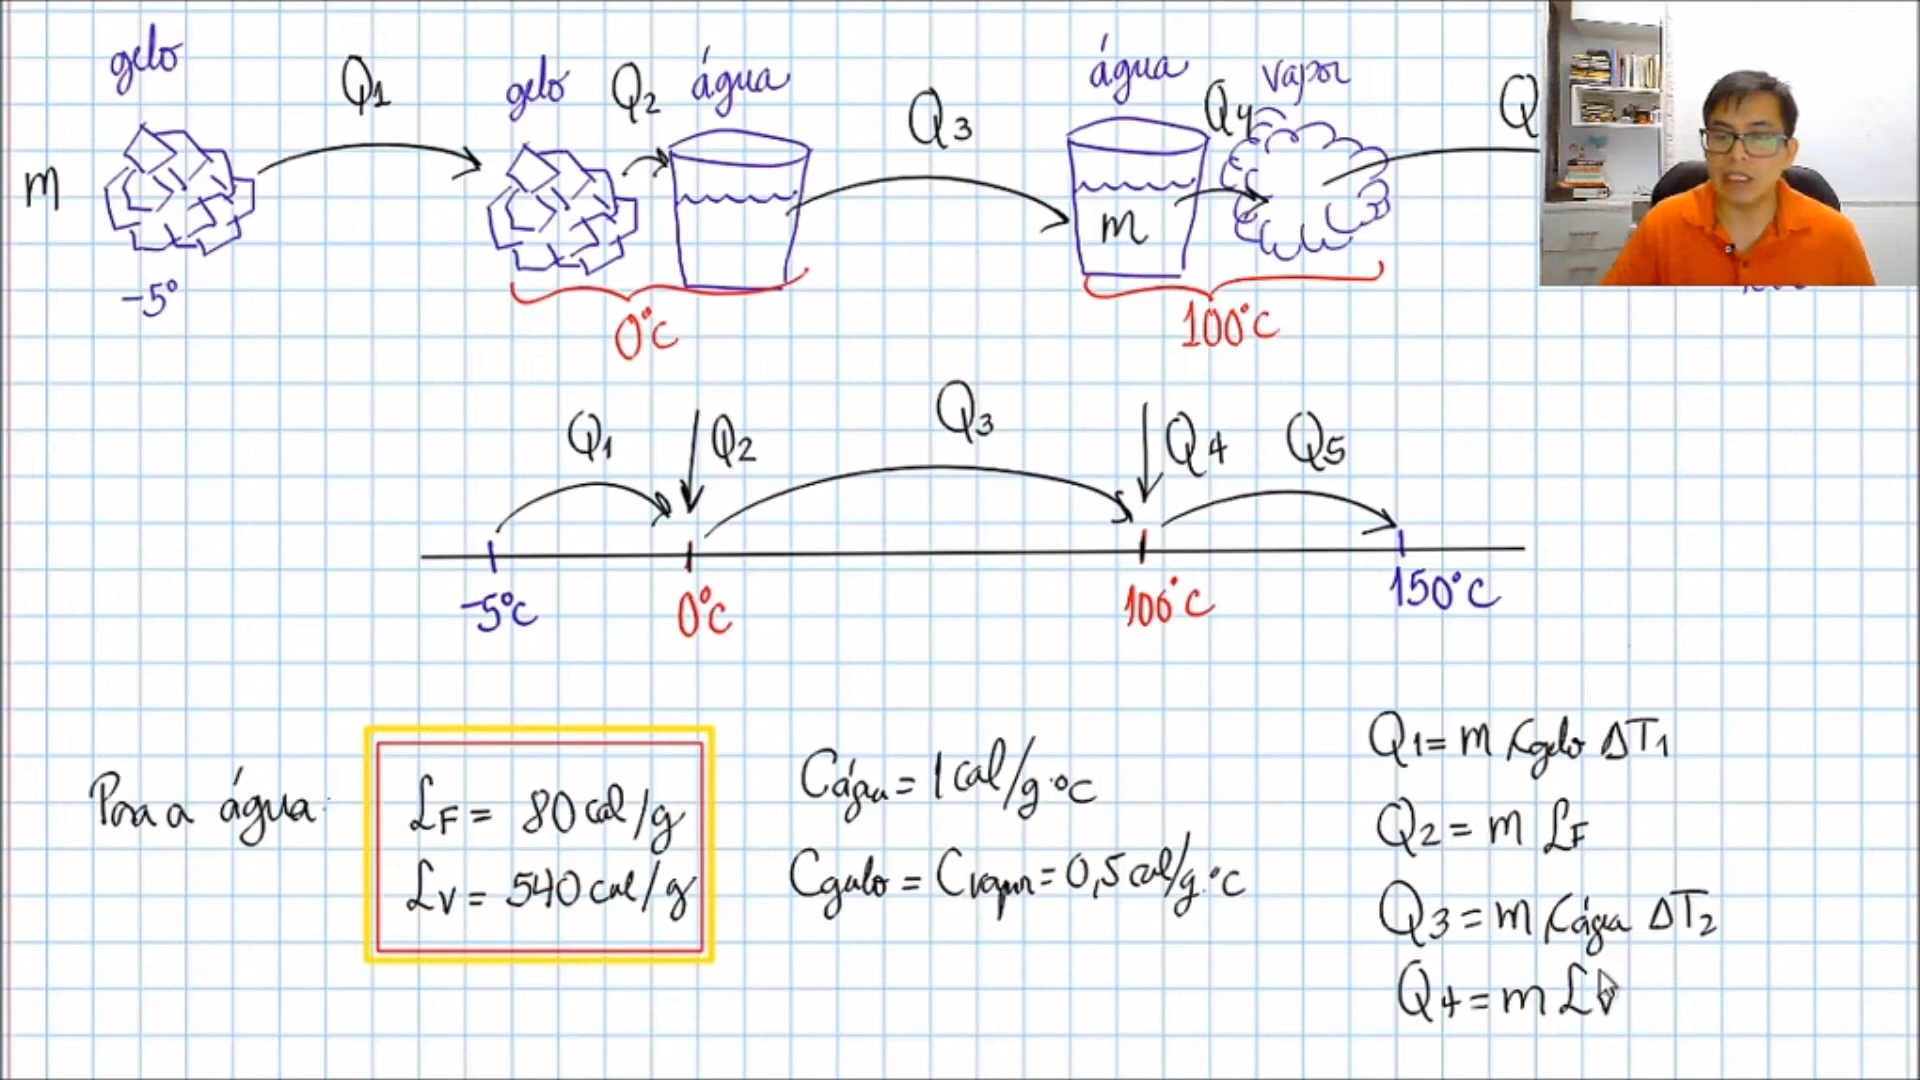 gelo Q1 gelo Q2 água Q3 água Q4 vapor Q
m
m
-5°
0°C
100°C
Q1 Q2 Q3 Q4 Q5
-5°C 0°C 100°C 150°C
Para a água:
LF = 80 cal/g
LV = 540 cal/g
Cágua = 1 cal/g.°C
Cgelo = Cvapor = 0,5 cal/g.°C
Q1 = m Cgelo ΔT1
Q2 = m LF
Q3 = m Cágua ΔT2
Q4 = m LV